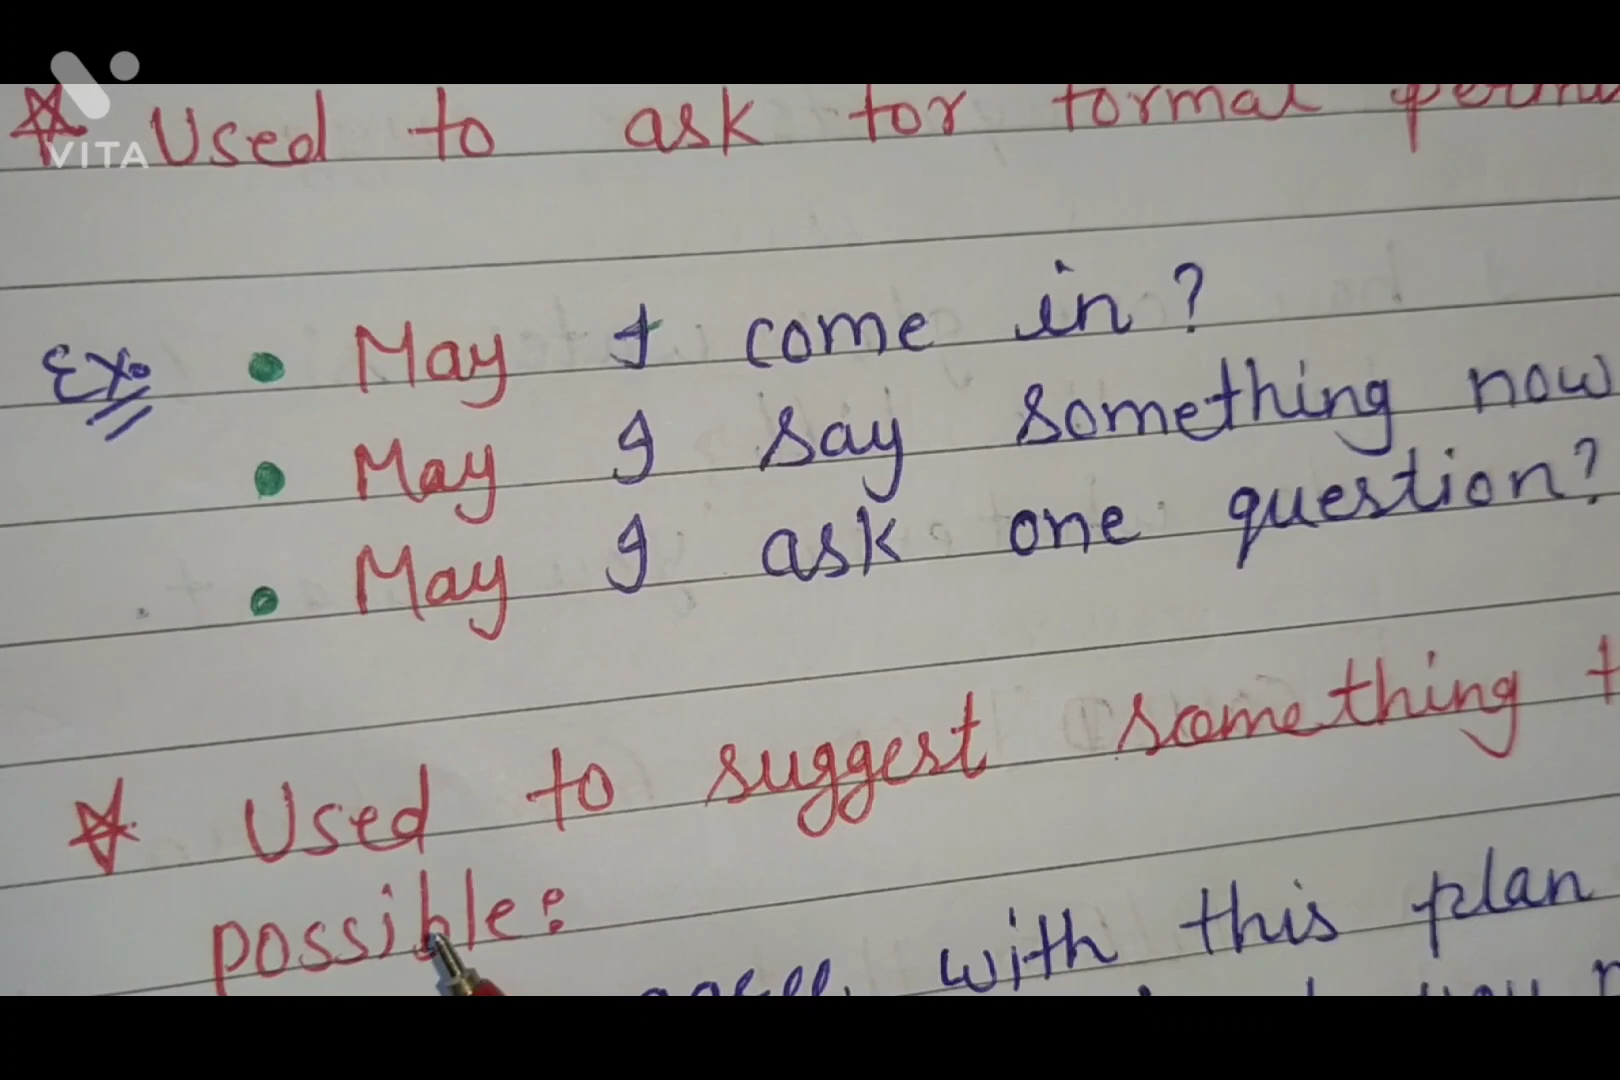 VITA
Used to ask for formal
Ex. • May I come in?
• May I say something now
• May I ask one question?
Used to suggest something
possible:
with this plan